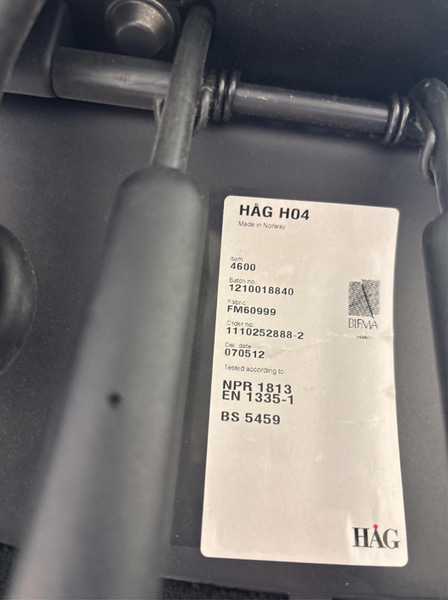 HÅG H04
Made in Norway
Item
4600
Batch no.
1210018840
Fabric
FM60999
Order no.
1110252888-2
Del. date
070512
Tested according to
NPR 1813
EN 1335-1
BS 5459
BIFMA
HÅG